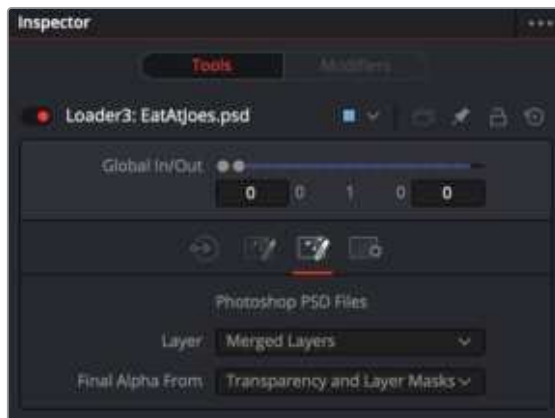 Inspector
Tools Modifiers
Loader3: EatAtJoes.psd
Global In/Out
0 0 1 0 0
Photoshop PSD Files
Layer Merged Layers
Final Alpha From Transparency and Layer Masks